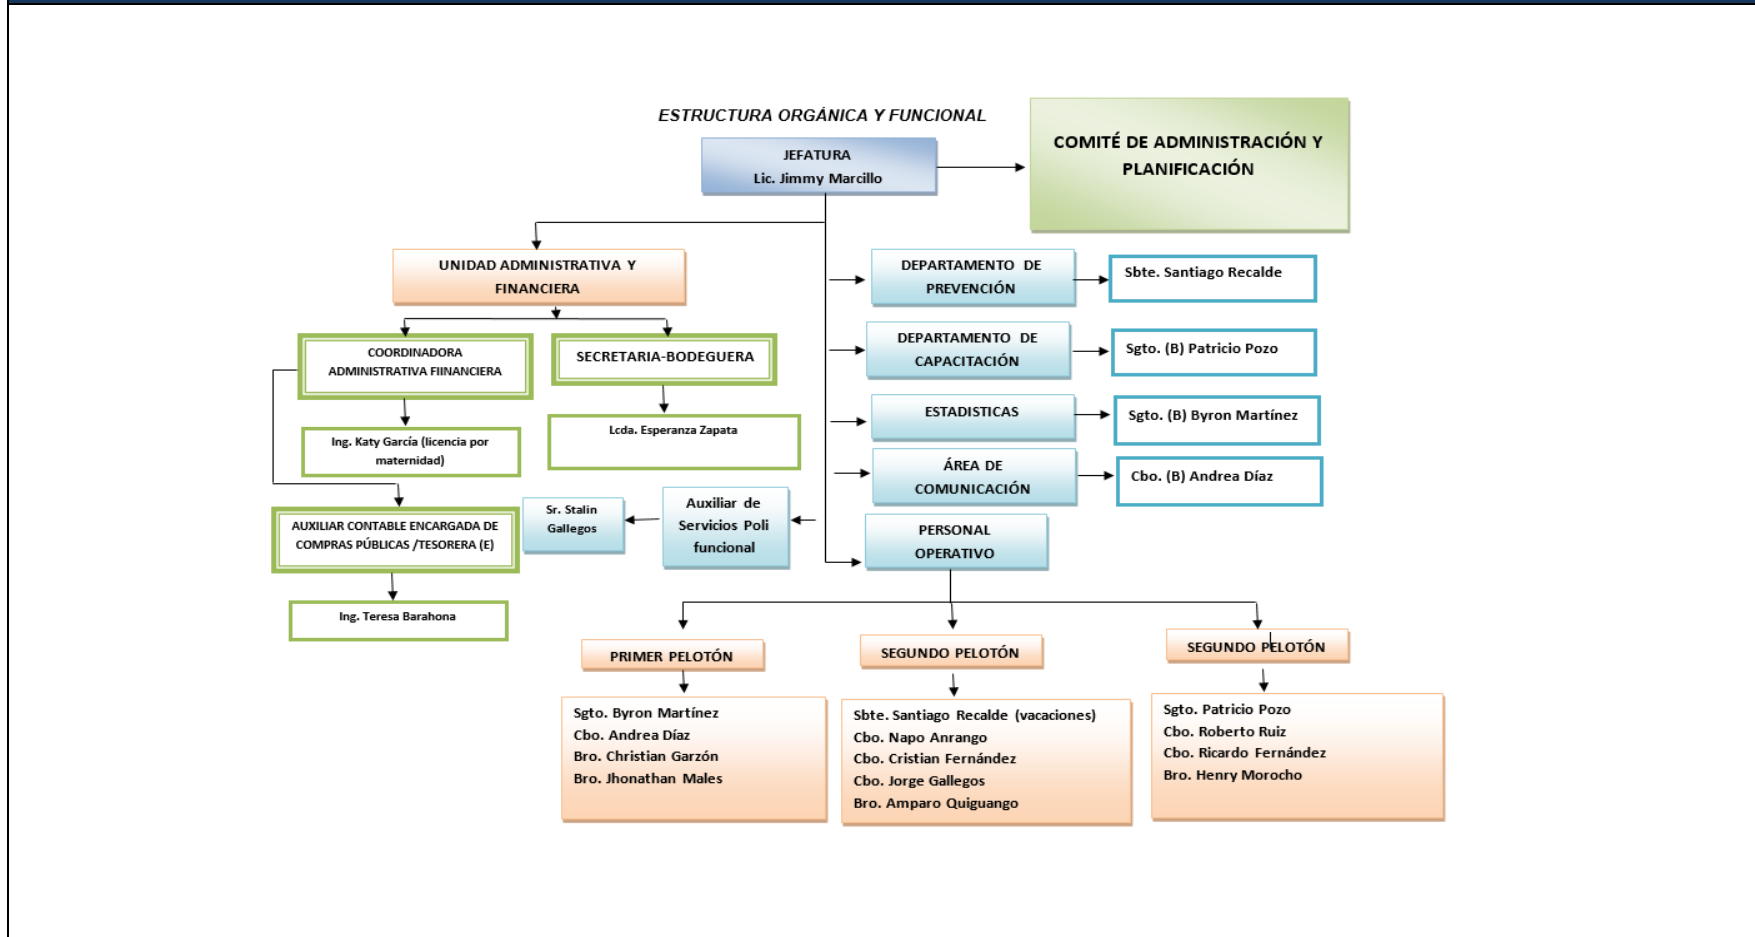 ESTRUCTURA ORGÁNICA Y FUNCIONAL
JEFATURA
Lic. Jimmy Marcillo
COMITÉ DE ADMINISTRACIÓN Y
PLANIFICACIÓN
UNIDAD ADMINISTRATIVA Y
FINANCIERA
COORDINADORA
ADMINISTRATIVA FIINANCIERA
SECRETARIA-BODEGUERA
Ing. Katy García (licencia por
maternidad)
Lcda. Esperanza Zapata
AUXILIAR CONTABLE ENCARGADA DE
COMPRAS PÚBLICAS /TESORERA (E)
Ing. Teresa Barahona
DEPARTAMENTO DE
PREVENCIÓN
Sbte. Santiago Recalde
DEPARTAMENTO DE
CAPACITACIÓN
Sgto. (B) Patricio Pozo
ESTADISTICAS
Sgto. (B) Byron Martínez
ÁREA DE
COMUNICACIÓN
Cbo. (B) Andrea Díaz
Auxiliar de
Servicios Poli
funcional
Sr. Stalin
Gallegos
PERSONAL
OPERATIVO
PRIMER PELOTÓN
Sgto. Byron Martínez
Cbo. Andrea Díaz
Bro. Christian Garzón
Bro. Jhonathan Males
SEGUNDO PELOTÓN
Sbte. Santiago Recalde (vacaciones)
Cbo. Napo Anrango
Cbo. Cristian Fernández
Cbo. Jorge Gallegos
Bro. Amparo Quiguango
SEGUNDO PELOTÓN
Sgto. Patricio Pozo
Cbo. Roberto Ruiz
Cbo. Ricardo Fernández
Bro. Henry Morocho